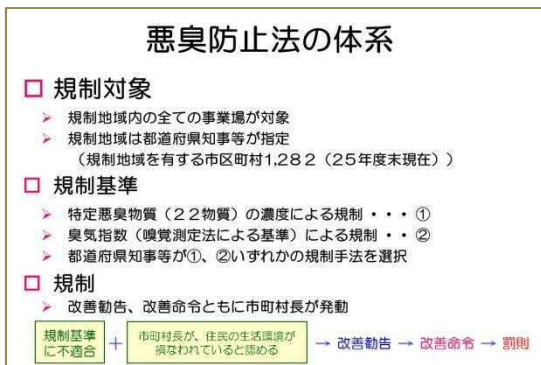 悪臭防止法の体系
□ 規制対象
➢ 規制地域内の全ての事業場が対象
➢ 規制地域は都道府県知事等が指定
（規制地域を有する市区町村1,282（25年度末現在））
□ 規制基準
➢ 特定悪臭物質（22物質）の濃度による規制・・・①
➢ 臭気指数（嗅覚測定法による基準）による規制・・②
➢ 都道府県知事等が①、②いずれかの規制手法を選択
□ 規制
➢ 改善勧告、改善命令ともに市町村長が発動
規制基準
に不適合
+
市町村長が、住民の生活環境が
損なわれていると認める
→ 改善勧告 → 改善命令 → 罰則